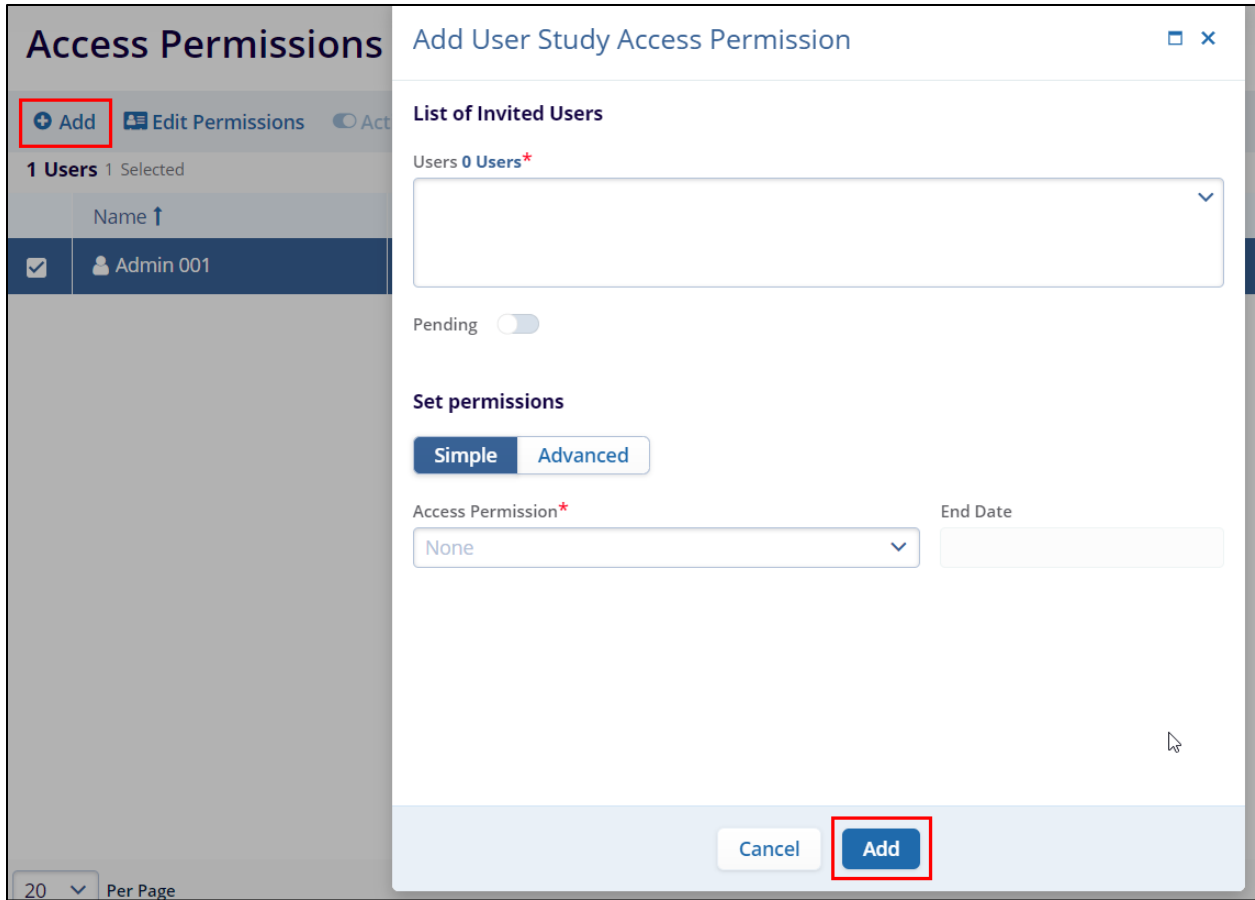 Access Permissions
Add Edit Permissions Act
1 Users 1 Selected
Name
Admin 001
20 Per Page
Add User Study Access Permission
List of Invited Users
Users 0 Users*
Pending
Set permissions
Simple Advanced
Access Permission* End Date
None
Cancel Add